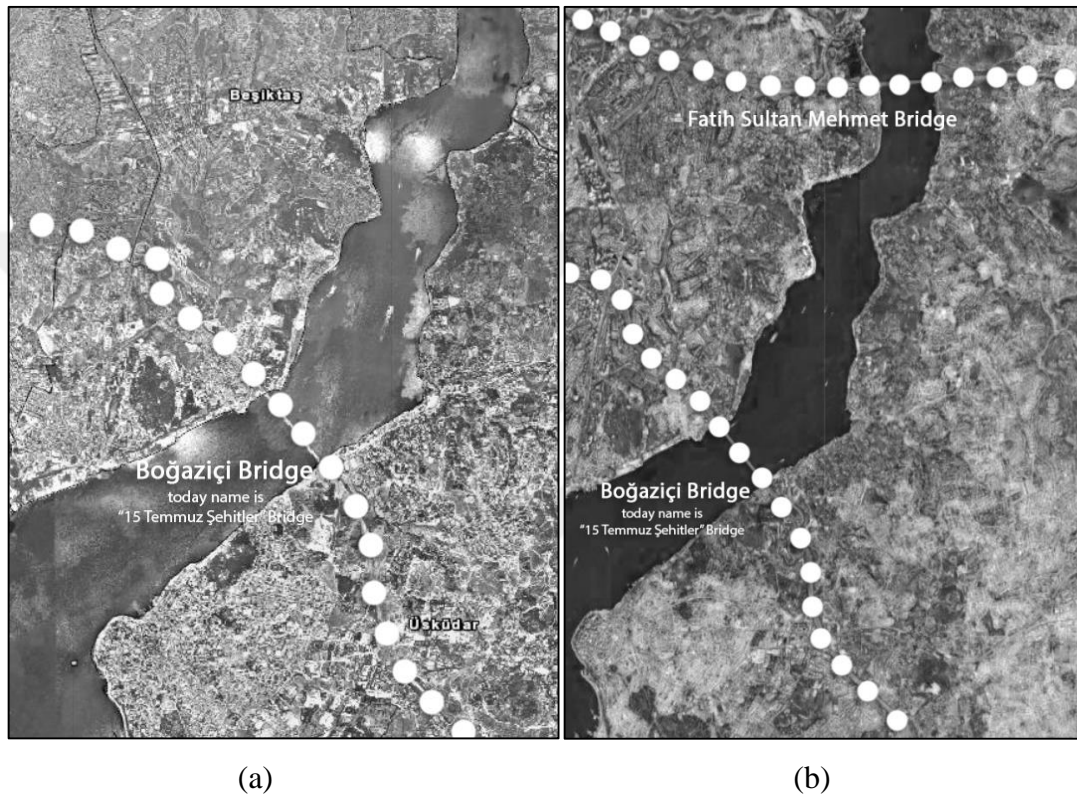 Beşiktaş
Boğaziçi Bridge
today name is
"15 Temmuz Şehitler" Bridge
Üsküdar
Fatih Sultan Mehmet Bridge
Boğaziçi Bridge
today name is
"15 Temmuz Şehitler" Bridge
(a)
(b)